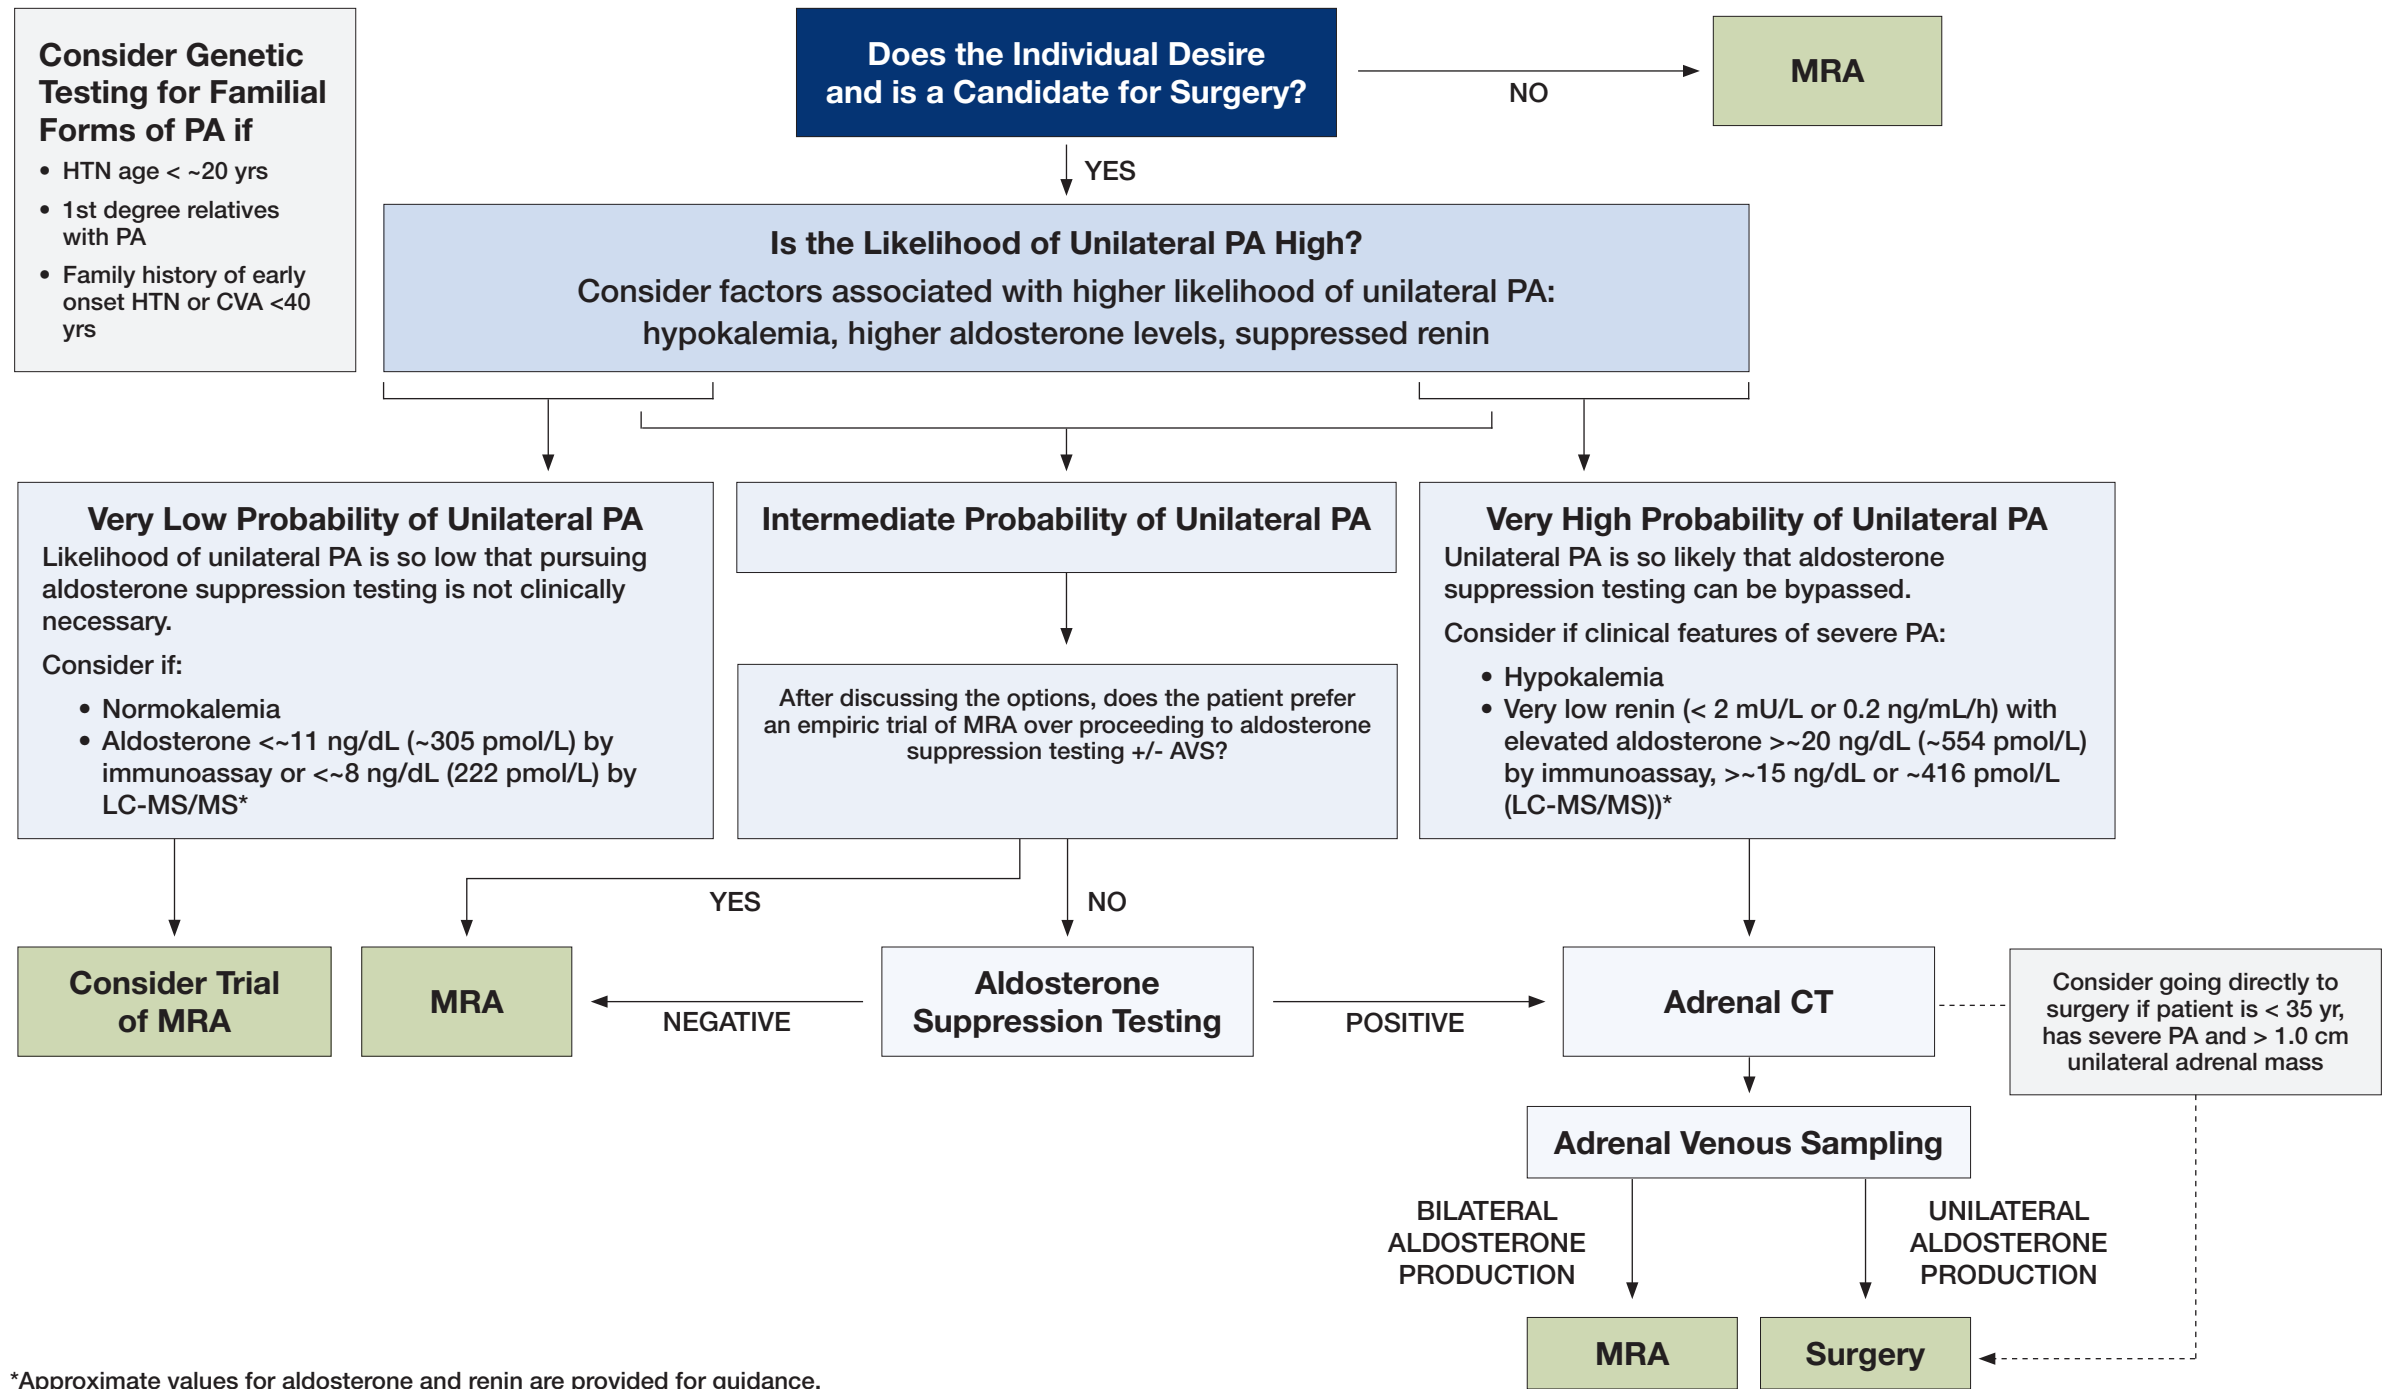 Consider Genetic
Testing for Familial
Forms of PA if
• HTN age < ~20 yrs
• 1st degree relatives
with PA
• Family history of early
onset HTN or CVA <40
yrs
Does the Individual Desire
and is a Candidate for Surgery?
NO
MRA
YES
Is the Likelihood of Unilateral PA High?
Consider factors associated with higher likelihood of unilateral PA:
hypokalemia, higher aldosterone levels, suppressed renin
Very Low Probability of Unilateral PA
Likelihood of unilateral PA is so low that pursuing
aldosterone suppression testing is not clinically
necessary.
Consider if:
• Normokalemia
• Aldosterone <~11 ng/dL (~305 pmol/L) by
immunoassay or <~8 ng/dL (222 pmol/L) by
LC-MS/MS*
Intermediate Probability of Unilateral PA
After discussing the options, does the patient prefer
an empiric trial of MRA over proceeding to aldosterone
suppression testing +/- AVS?
Very High Probability of Unilateral PA
Unilateral PA is so likely that aldosterone
suppression testing can be bypassed.
Consider if clinical features of severe PA:
• Hypokalemia
• Very low renin (< 2 mU/L or 0.2 ng/mL/h) with
elevated aldosterone >~20 ng/dL (~554 pmol/L)
by immunoassay, >~15 ng/dL or ~416 pmol/L
(LC-MS/MS))*
YES
NO
Consider Trial
of MRA
MRA
NEGATIVE
Aldosterone
Suppression Testing
POSITIVE
Adrenal CT
Consider going directly to
surgery if patient is < 35 yr,
has severe PA and > 1.0 cm
unilateral adrenal mass
Adrenal Venous Sampling
BILATERAL
ALDOSTERONE
PRODUCTION
UNILATERAL
ALDOSTERONE
PRODUCTION
MRA
Surgery
*Approximate values for aldosterone and renin are provided for guidance.